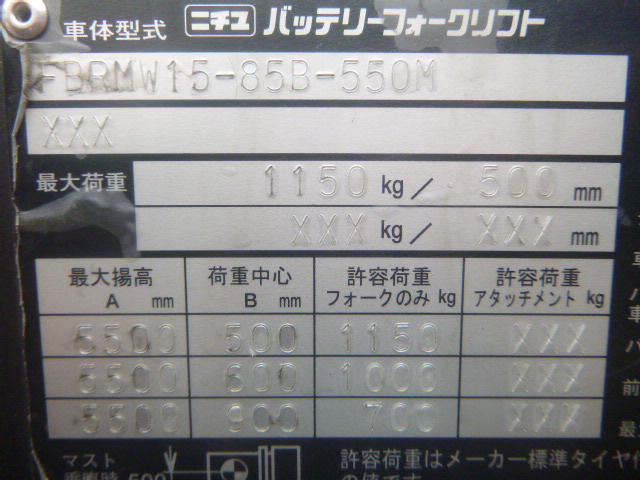 車体型式 ニチユ バッテリーフォークリフト
FBRMW15-85B-550M
XXX
最大荷重 1150 kg / 500 mm
XXX kg / XXX mm
最大揚高 荷重中心 許容荷重 許容荷重
A mm B mm フォークのみ kg アタッチメント kg
5500 500 1150 XXX
5500 600 1000 XXX
5500 900 700 XXX
マスト 許容荷重はメーカー標準タイヤ